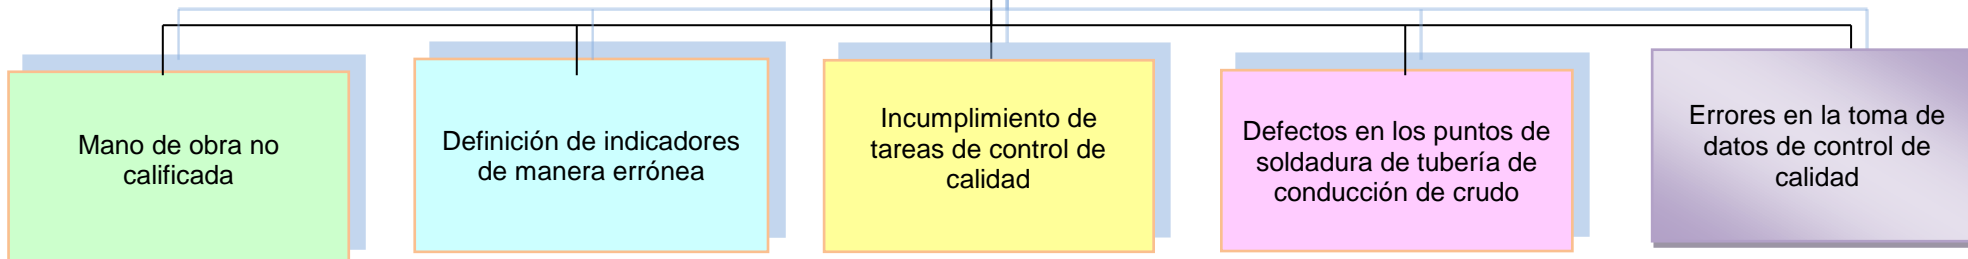 Mano de obra no
calificada
Definición de indicadores
de manera errónea
Incumplimiento de
tareas de control de
calidad
Defectos en los puntos de
soldadura de tubería de
conducción de crudo
Errores en la toma de
datos de control de
calidad